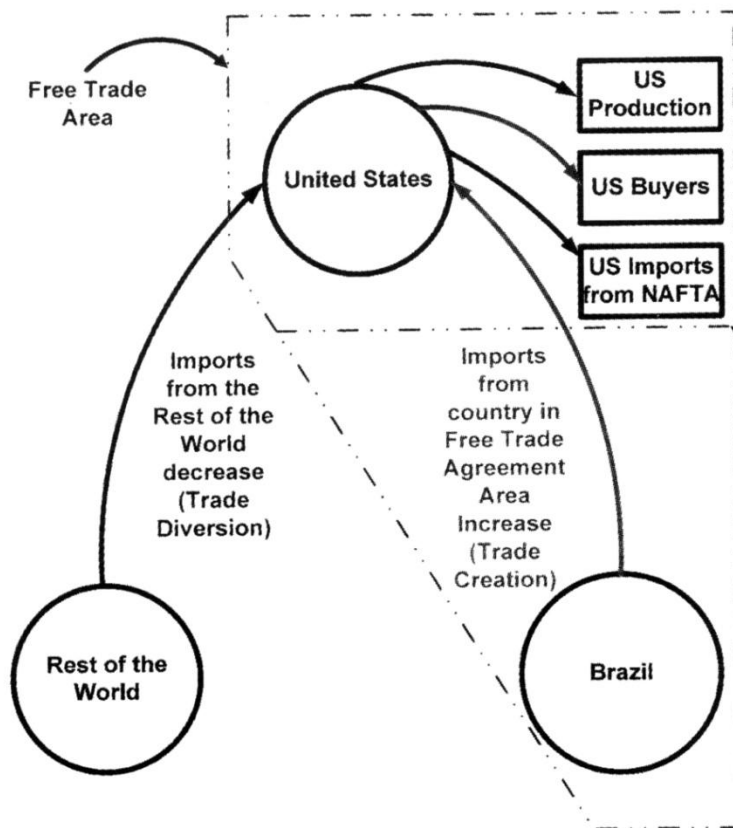 Free Trade
Area
United States
US
Production
US Buyers
US Imports
from NAFTA
Imports
from the
Rest of the
World
decrease
(Trade
Diversion)
Imports
from
country in
Free Trade
Agreement
Area
Increase
(Trade
Creation)
Rest of the
World
Brazil